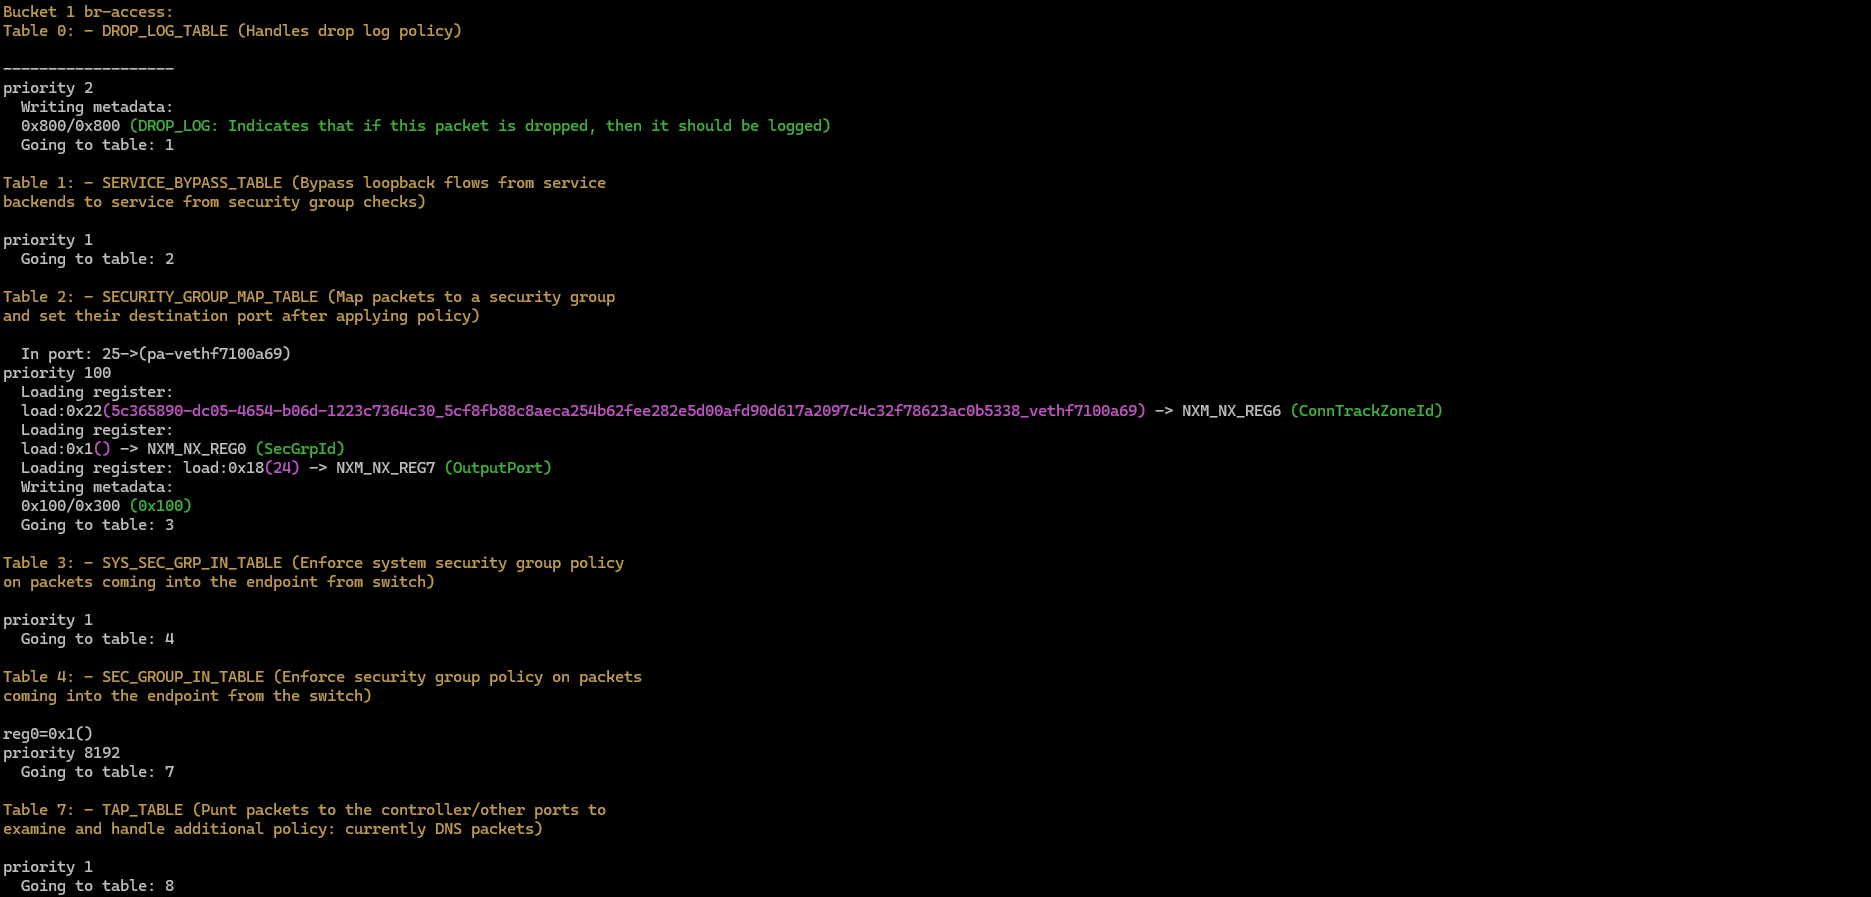 Bucket 1 br-access:
Table 0: - DROP_LOG_TABLE (Handles drop log policy)
-------------------
priority 2
Writing metadata:
0x800/0x800 (DROP_LOG: Indicates that if this packet is dropped, then it should be logged)
Going to table: 1
Table 1: - SERVICE_BYPASS_TABLE (Bypass loopback flows from service
backends to service from security group checks)
priority 1
Going to table: 2
Table 2: - SECURITY_GROUP_MAP_TABLE (Map packets to a security group
and set their destination port after applying policy)
In port: 25->(pa-vethf7100a69)
priority 100
Loading register:
load:0x22(5c365890-dc05-4654-b06d-1223c7364c30_5cf8fb88c8aeca254b62fee282e5d00afd90d617a2097c4c32f78623ac0b5338_vethf7100a69) -> NXM_NX_REG6 (ConnTrackZoneId)
Loading register:
load:0x1() -> NXM_NX_REG0 (SecGrpId)
Loading register: load:0x18(24) -> NXM_NX_REG7 (OutputPort)
Writing metadata:
0x100/0x300 (0x100)
Going to table: 3
Table 3: - SYS_SEC_GRP_IN_TABLE (Enforce system security group policy
on packets coming into the endpoint from switch)
priority 1
Going to table: 4
Table 4: - SEC_GROUP_IN_TABLE (Enforce security group policy on packets
coming into the endpoint from the switch)
reg0=0x1()
priority 8192
Going to table: 7
Table 7: - TAP_TABLE (Punt packets to the controller/other ports to
examine and handle additional policy: currently DNS packets)
priority 1
Going to table: 8